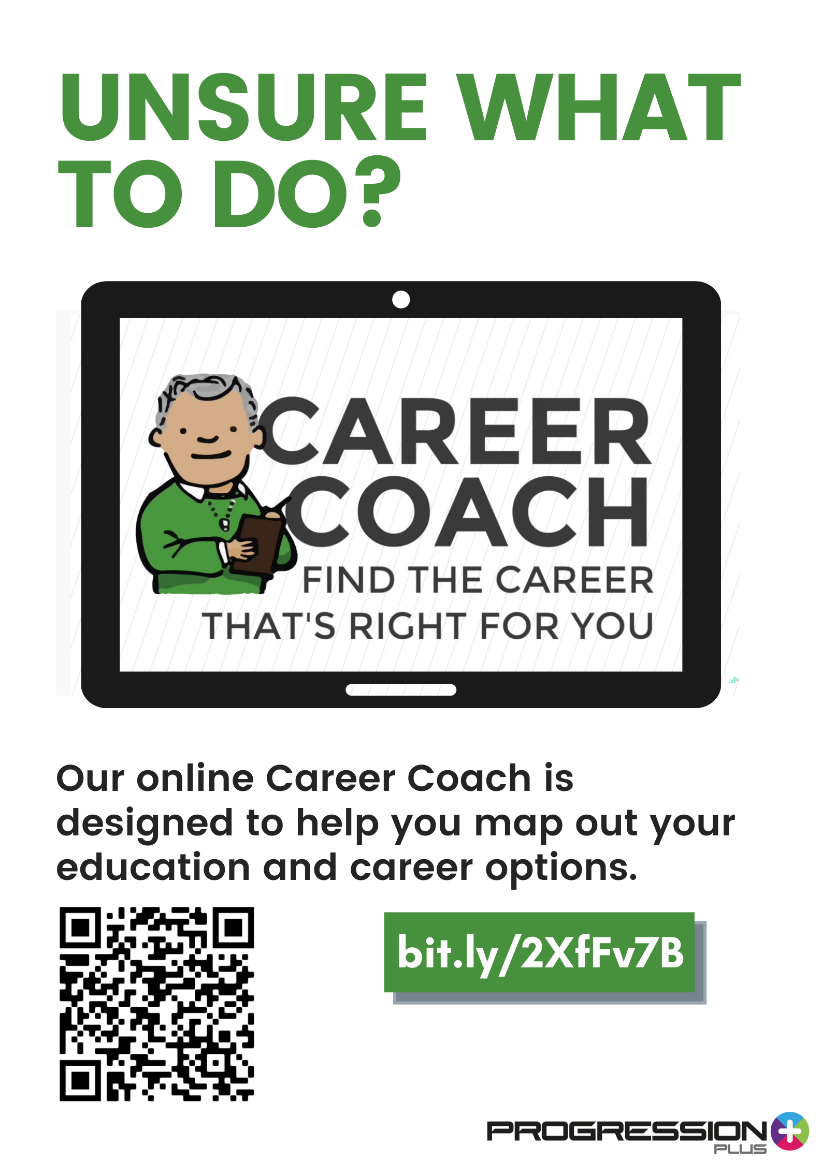 UNSURE WHAT
TO DO?
CAREER
COACH
FIND THE CAREER
THAT'S RIGHT FOR YOU
Our online Career Coach is
designed to help you map out your
education and career options.
bit.ly/2XfFv7B
PROGRESSION
PLUS